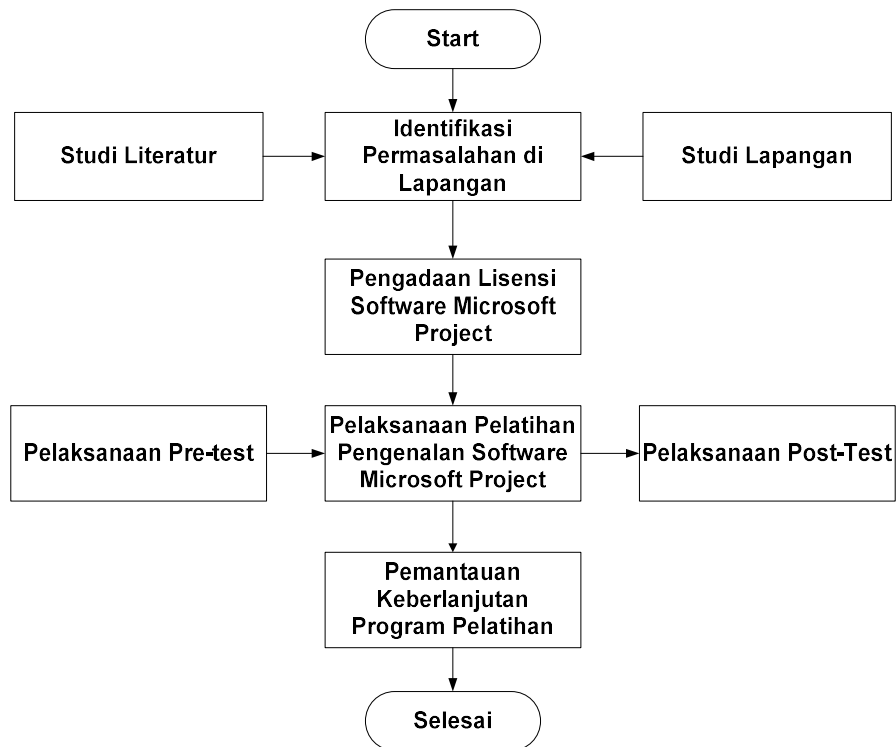 Start
Studi Literatur
Identifikasi
Permasalahan di
Lapangan
Studi Lapangan
Pengadaan Lisensi
Software Microsoft
Project
Pelaksanaan Pre-test
Pelaksanaan Pelatihan
Pengenalan Software
Microsoft Project
Pelaksanaan Post-Test
Pemantauan
Keberlanjutan
Program Pelatihan
Selesai